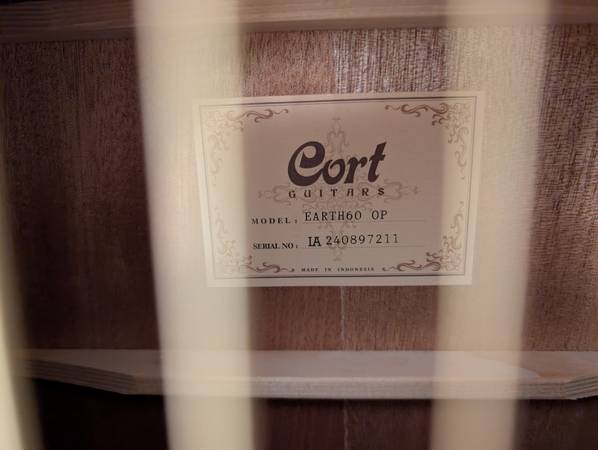 Cort
GUITARS
MODEL: EARTH60 OP
SERIAL NO: IA 240897211
MADE IN INDONESIA